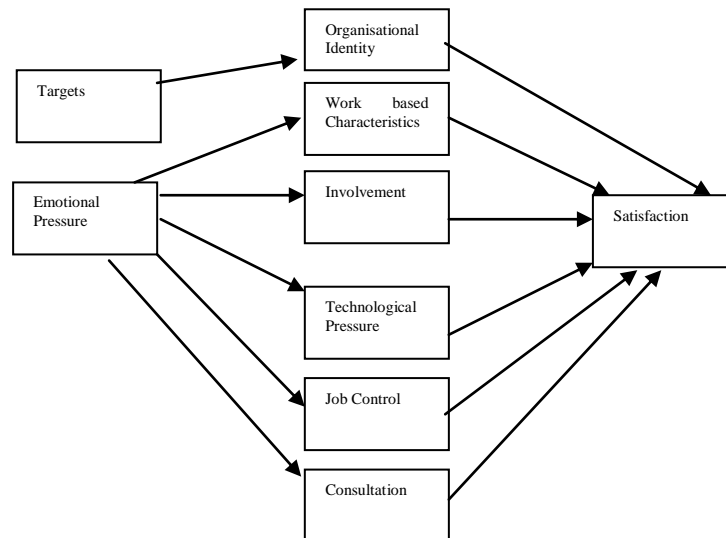 Organisational
Identity
Targets
Work based
Characteristics
Emotional
Pressure
Involvement
Satisfaction
Technological
Pressure
Job Control
Consultation